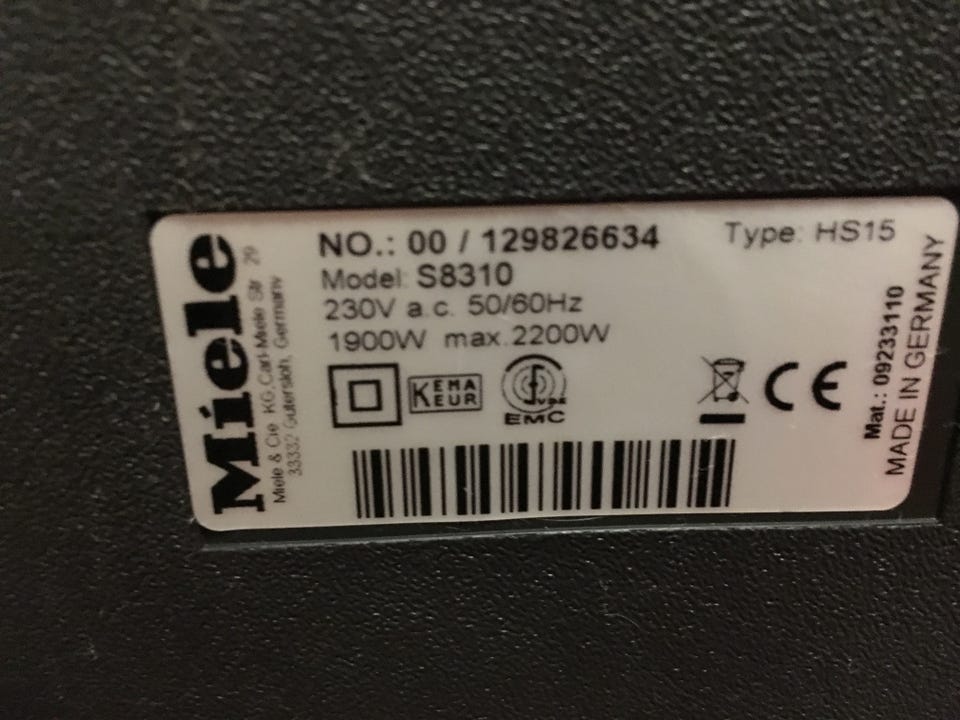 Miele
Miele & Cie KG, Carl-Miele Str 29
33332 Gütersloh, Germany
NO.: 00 / 129826634
Type: HS15
Model: S8310
230V a.c. 50/60Hz
1900W max.2200W
KEMA
KEUR
EMC
CE
Mat.: 09233110
MADE IN GERMANY